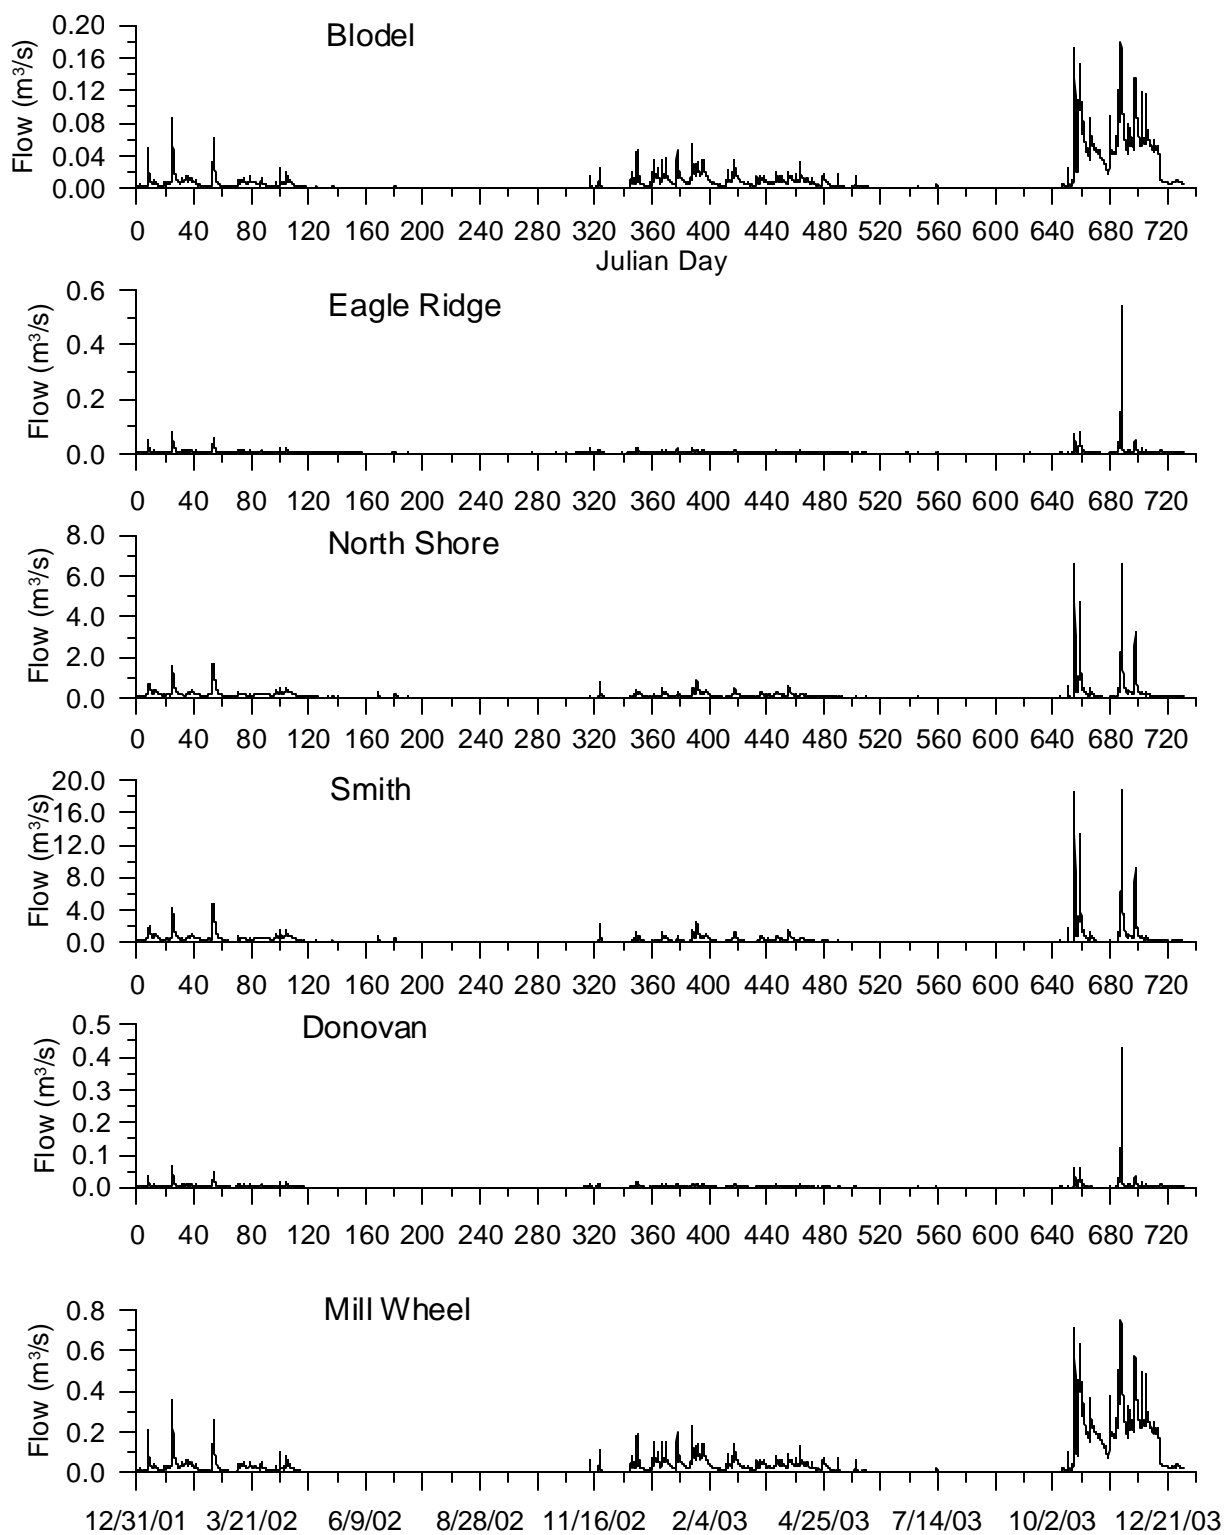 Blodel
Flow (m³/s)
0.20
0.16
0.12
0.08
0.04
0.00
0 40 80 120 160 200 240 280 320 360 400 440 480 520 560 600 640 680 720
Julian Day
Eagle Ridge
Flow (m³/s)
0.6
0.4
0.2
0.0
0 40 80 120 160 200 240 280 320 360 400 440 480 520 560 600 640 680 720
North Shore
Flow (m³/s)
8.0
6.0
4.0
2.0
0.0
0 40 80 120 160 200 240 280 320 360 400 440 480 520 560 600 640 680 720
Smith
Flow (m³/s)
20.0
16.0
12.0
8.0
4.0
0.0
0 40 80 120 160 200 240 280 320 360 400 440 480 520 560 600 640 680 720
Donovan
Flow (m³/s)
0.5
0.4
0.3
0.2
0.1
0.0
0 40 80 120 160 200 240 280 320 360 400 440 480 520 560 600 640 680 720
Mill Wheel
Flow (m³/s)
0.8
0.6
0.4
0.2
0.0
12/31/01 3/21/02 6/9/02 8/28/02 11/16/02 2/4/03 4/25/03 7/14/03 10/2/03 12/21/03